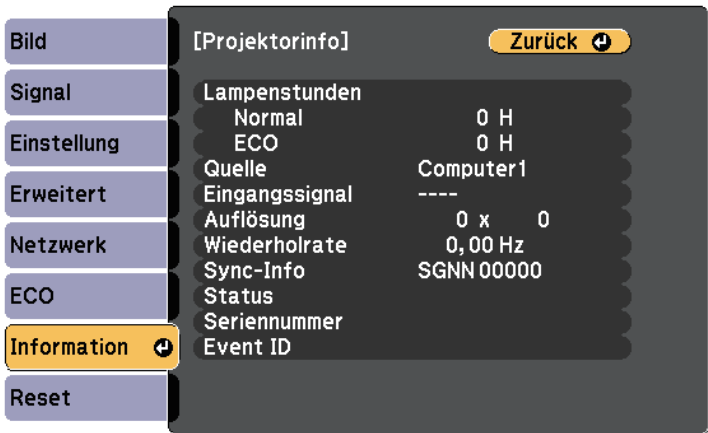 Bild
Signal
Einstellung
Erweitert
Netzwerk
ECO
Information
Reset
[Projektorinfo]
Zurück
Lampenstunden
Normal 0 H
ECO 0 H
Quelle Computer1
Eingangssignal ----
Auflösung 0 x 0
Wiederholrate 0,00 Hz
Sync-Info SGNN 00000
Status
Seriennummer
Event ID